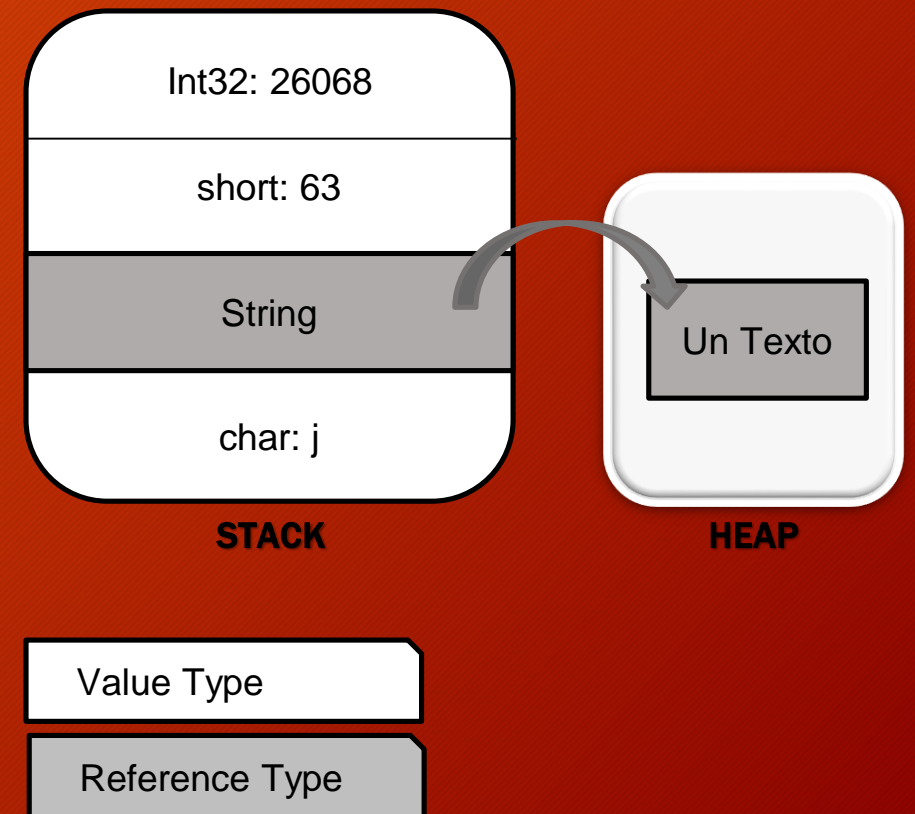 Int32: 26068
short: 63
String
Un Texto
char: j
STACK
HEAP
Value Type
Reference Type